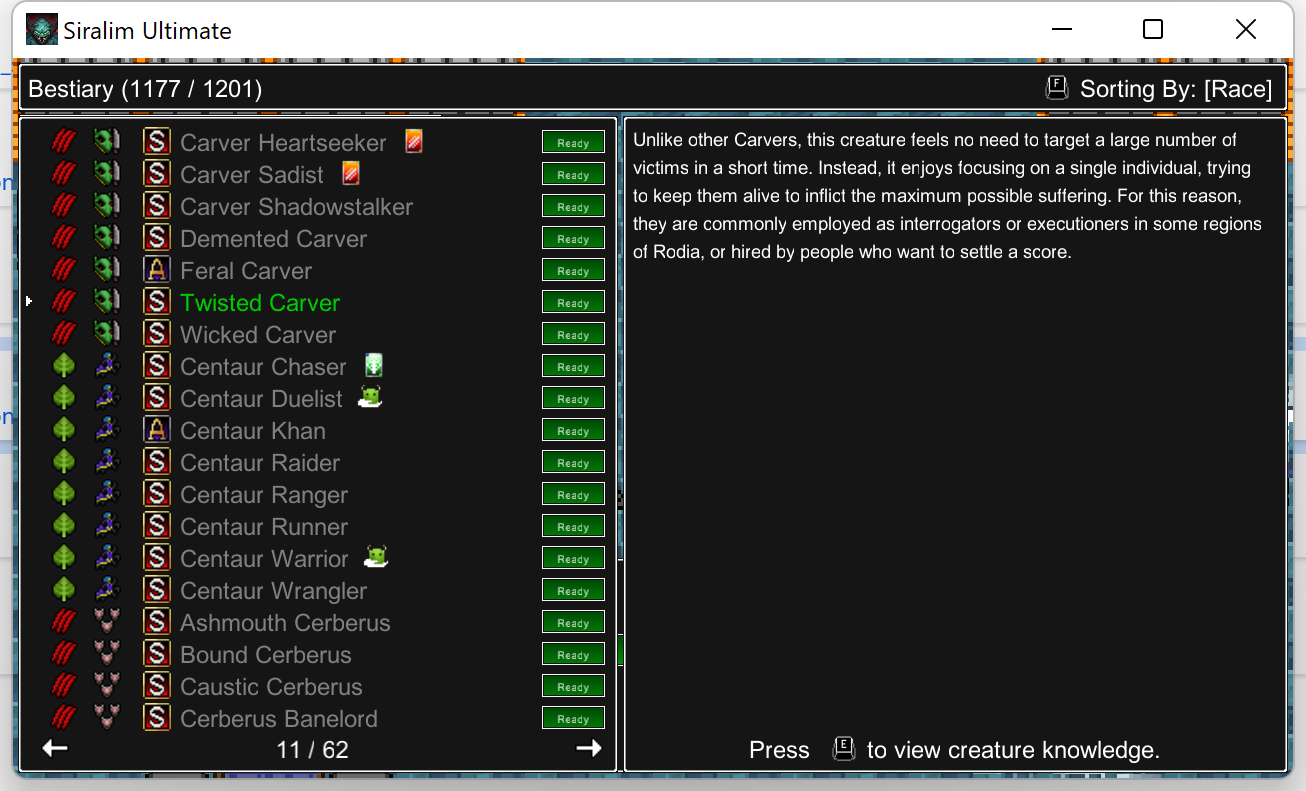 Siralim Ultimate
Bestiary (1177 / 1201)
F Sorting By: [Race]
S Carver Heartseeker Ready
S Carver Sadist Ready
S Carver Shadowstalker Ready
S Demented Carver Ready
A Feral Carver Ready
S Twisted Carver Ready
S Wicked Carver Ready
S Centaur Chaser Ready
S Centaur Duelist Ready
A Centaur Khan Ready
S Centaur Raider Ready
S Centaur Ranger Ready
S Centaur Runner Ready
S Centaur Warrior Ready
S Centaur Wrangler Ready
S Ashmouth Cerberus Ready
S Bound Cerberus Ready
S Caustic Cerberus Ready
S Cerberus Banelord Ready
11 / 62
Unlike other Carvers, this creature feels no need to target a large number of
victims in a short time. Instead, it enjoys focusing on a single individual, trying
to keep them alive to inflict the maximum possible suffering. For this reason,
they are commonly employed as interrogators or executioners in some regions
of Rodia, or hired by people who want to settle a score.
Press E to view creature knowledge.